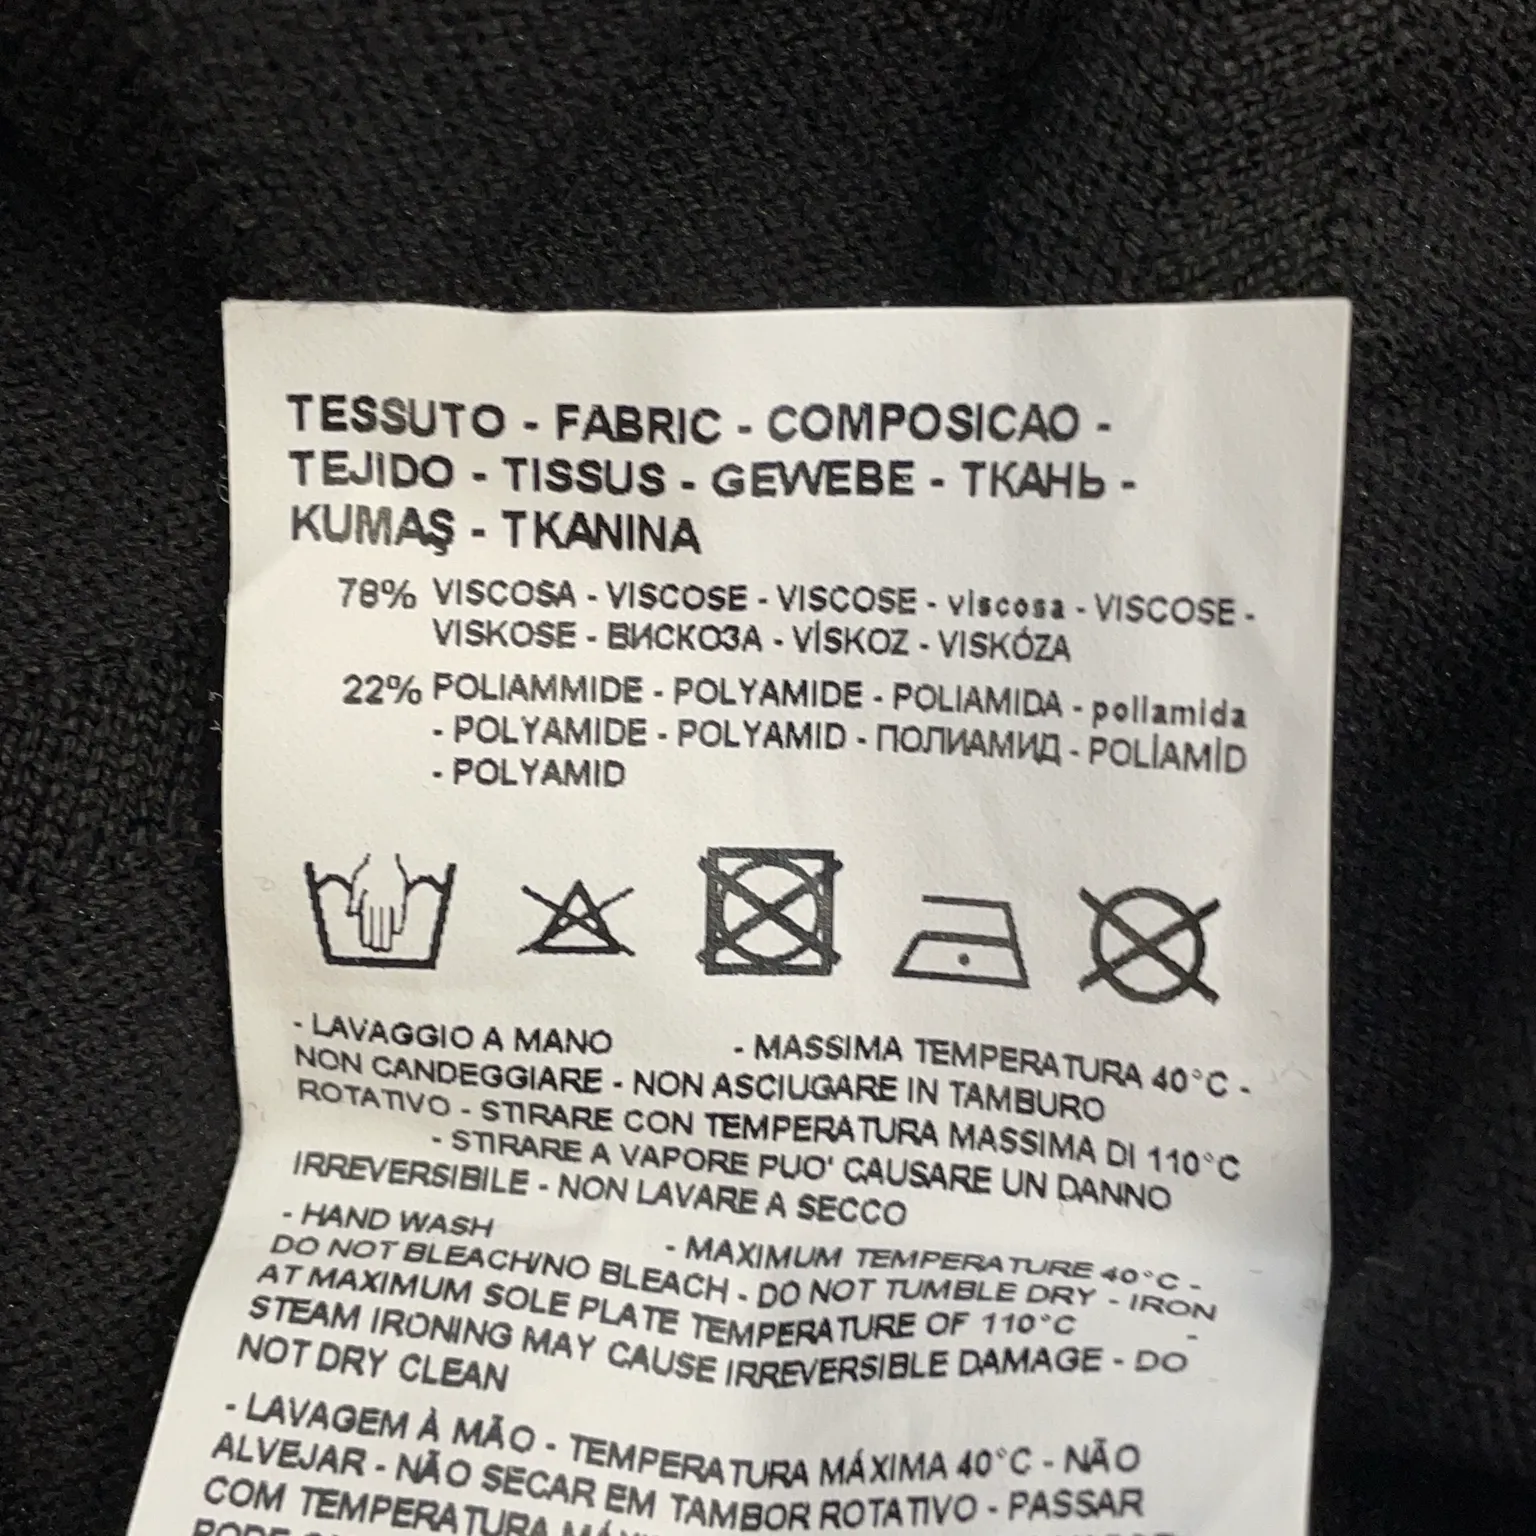 TESSUTO - FABRIC - COMPOSICAO -
TEJIDO - TISSUS - GEWEBE - ТКАНЬ -
KUMAŞ - TKANINA
78% VISCOSA - VISCOSE - VISCOSE - viscosa - VISCOSE -
VISKOSE - ВИСКОЗА - VİSKOZ - VISKÓZA
22% POLIAMMIDE - POLYAMIDE - POLIAMIDA - poliamida
- POLYAMIDE - POLYAMID - ПОЛИАМИД - POLİAMİD
- POLYAMID
- LAVAGGIO A MANO - MASSIMA TEMPERATURA 40°C -
NON CANDEGGIARE - NON ASCIUGARE IN TAMBURO
ROTATIVO - STIRARE CON TEMPERATURA MASSIMA DI 110°C
- STIRARE A VAPORE PUO' CAUSARE UN DANNO
IRREVERSIBILE - NON LAVARE A SECCO
- HAND WASH - MAXIMUM TEMPERATURE 40°C -
DO NOT BLEACH/NO BLEACH - DO NOT TUMBLE DRY - IRON
AT MAXIMUM SOLE PLATE TEMPERATURE OF 110°C -
STEAM IRONING MAY CAUSE IRREVERSIBLE DAMAGE - DO
NOT DRY CLEAN
- LAVAGEM À MÃO - TEMPERATURA MÁXIMA 40°C - NÃO
ALVEJAR - NÃO SECAR EM TAMBOR ROTATIVO - PASSAR
COM TEMPERATURA